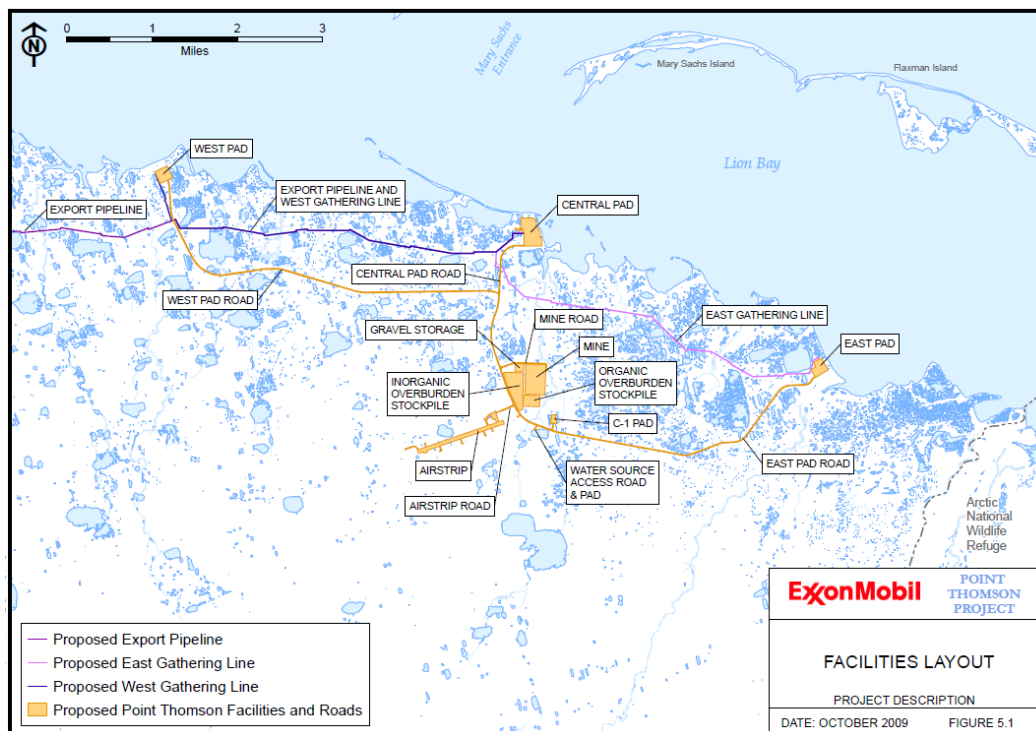 0 1 2 3
Miles
N
Mary Sachs
Entrance
Mary Sachs Island
Flaxman Island
Lion Bay
WEST PAD
EXPORT PIPELINE AND
WEST GATHERING LINE
EXPORT PIPELINE
CENTRAL PAD
CENTRAL PAD ROAD
WEST PAD ROAD
GRAVEL STORAGE
MINE ROAD
EAST GATHERING LINE
MINE
EAST PAD
INORGANIC
OVERBURDEN
STOCKPILE
ORGANIC
OVERBURDEN
STOCKPILE
C-1 PAD
AIRSTRIP
WATER SOURCE
ACCESS ROAD
& PAD
EAST PAD ROAD
AIRSTRIP ROAD
Arctic
National
Wildlife
Refuge
Proposed Export Pipeline
Proposed East Gathering Line
Proposed West Gathering Line
Proposed Point Thomson Facilities and Roads
ExxonMobil
POINT
THOMSON
PROJECT
FACILITIES LAYOUT
PROJECT DESCRIPTION
DATE: OCTOBER 2009 FIGURE 5.1